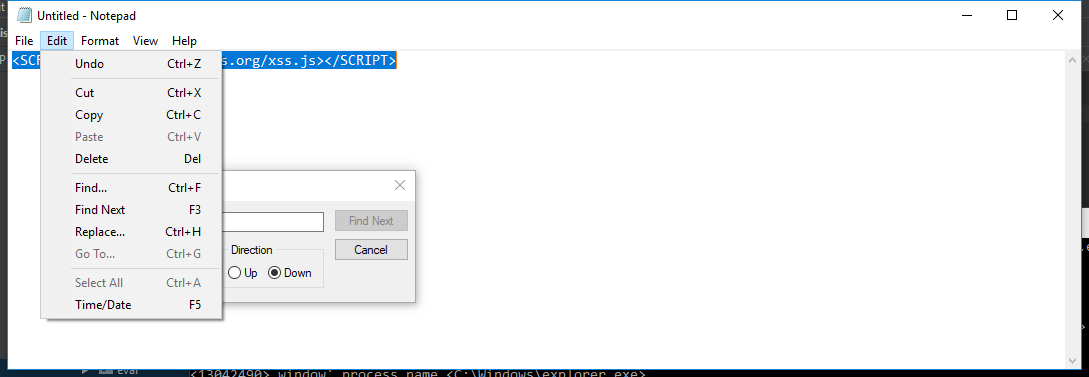 Untitled - Notepad
File Edit Format View Help
<SCR s.org/xss.js></SCRIPT>
Undo Ctrl+Z
Cut Ctrl+X
Copy Ctrl+C
Paste Ctrl+V
Delete Del
Find... Ctrl+F
Find Next F3
Replace... Ctrl+H
Go To... Ctrl+G
Select All Ctrl+A
Time/Date F5
Find Next
Direction
Cancel
Up Down
eval
<13042490> window' process name <C:\Windows\explorer.exe>